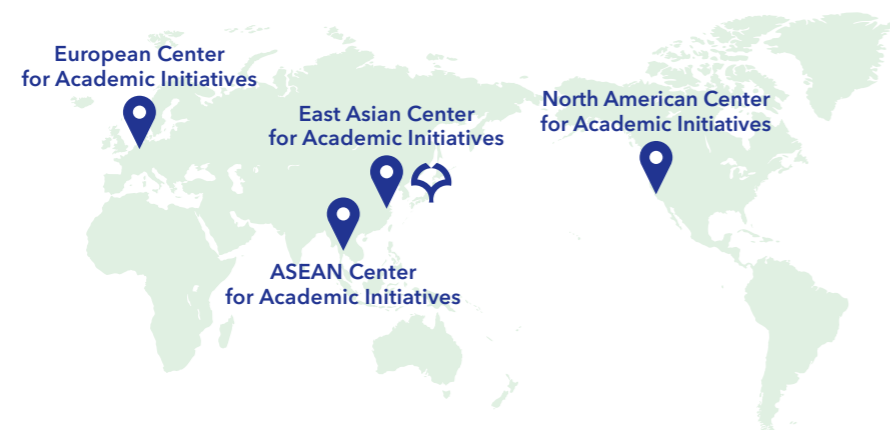 European Center
for Academic Initiatives
East Asian Center
for Academic Initiatives
North American Center
for Academic Initiatives
ASEAN Center
for Academic Initiatives